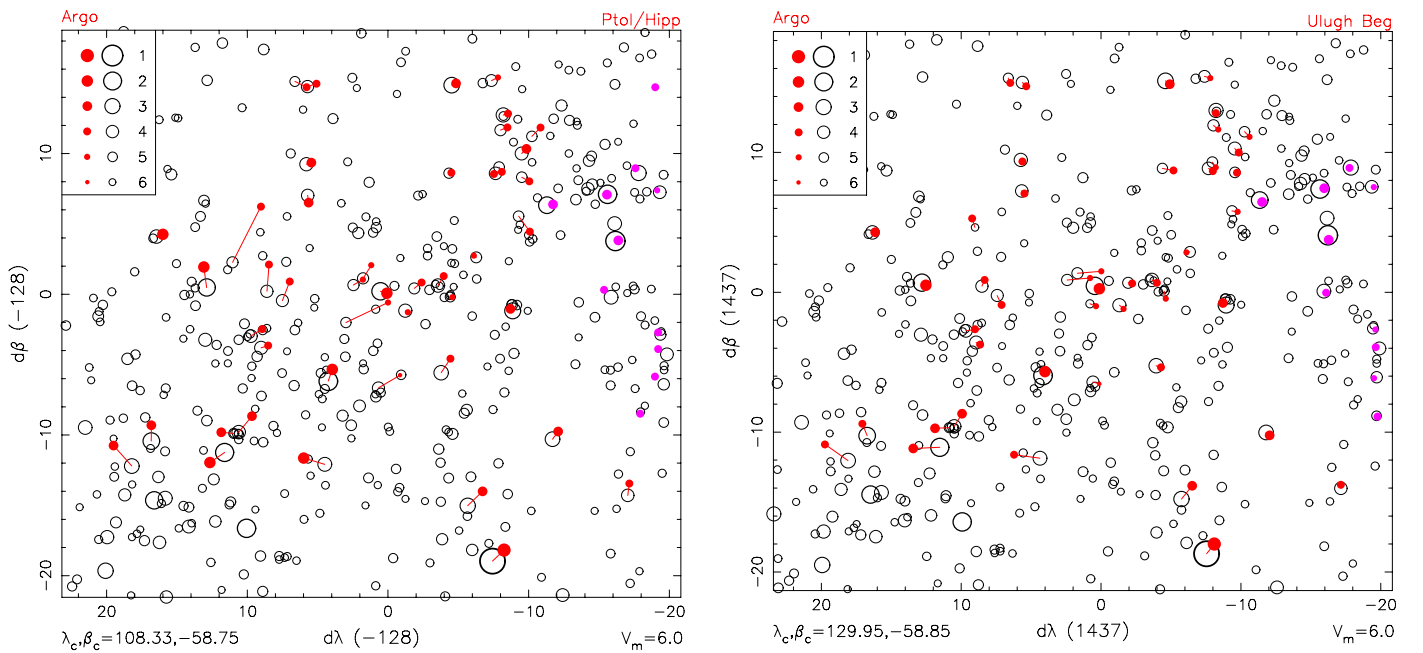 Argo Ptol/Hipp
1
2
3
4
5
6
10
0
−10
−20
dβ (−128)
20 10 0 −10 −20
λc,βc=108.33,−58.75 dλ (−128) Vm=6.0
Argo Ulugh Beg
1
2
3
4
5
6
10
0
−10
−20
dβ (1437)
20 10 0 −10 −20
λc,βc=129.95,−58.85 dλ (1437) Vm=6.0